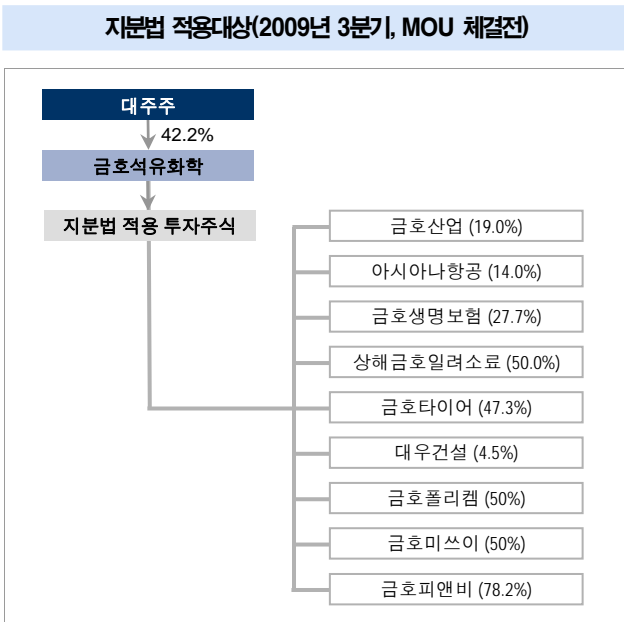 지분법 적용대상(2009년 3분기, MOU 체결전)
대주주
42.2%
금호석유화학
지분법 적용 투자주식
금호산업 (19.0%)
아시아나항공 (14.0%)
금호생명보험 (27.7%)
상해금호일려소료 (50.0%)
금호타이어 (47.3%)
대우건설 (4.5%)
금호폴리켐 (50%)
금호미쓰이 (50%)
금호피앤비 (78.2%)